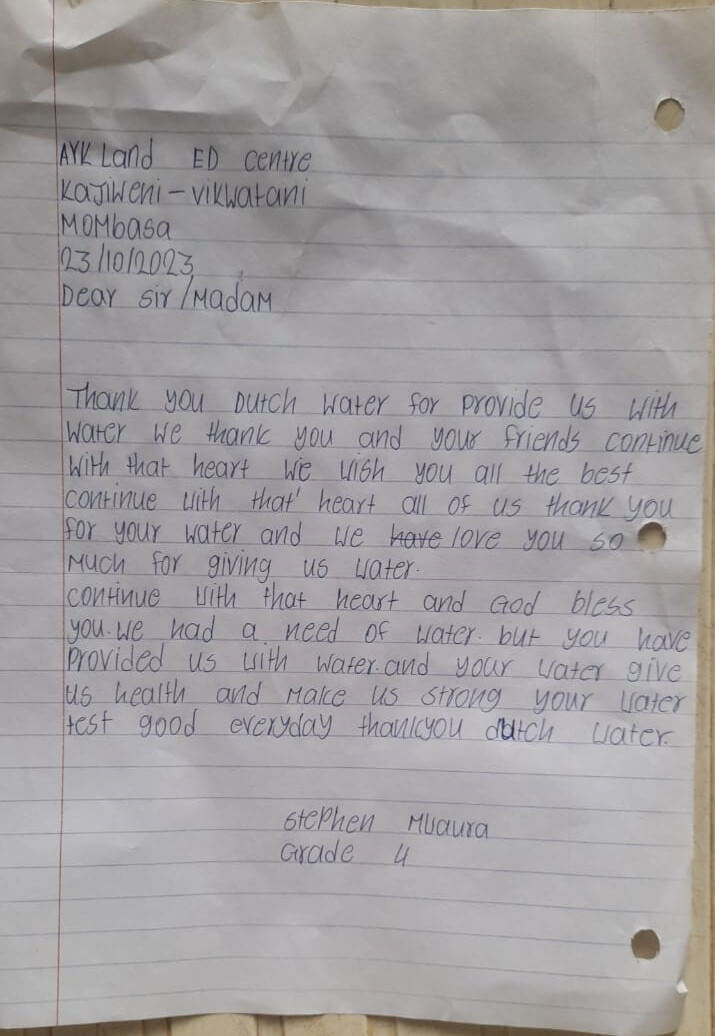 AYK Land ED centre
Kajiweni - vikwatani
MOMbasa
23/10/2023
Dear sir/Madam
Thank you Dutch water for provide us with
water we thank you and your friends continue
with that heart we wish you all the best
continue with that' heart all of us thank you
for your water and we have love you so
much for giving us water.
continue with that heart and God bless
you. we had a need of water. but you have
provided us with water. and your water give
us health and make us strong your water
test good everyday thankyou dutch water.
Stephen Mwaura
Grade 4